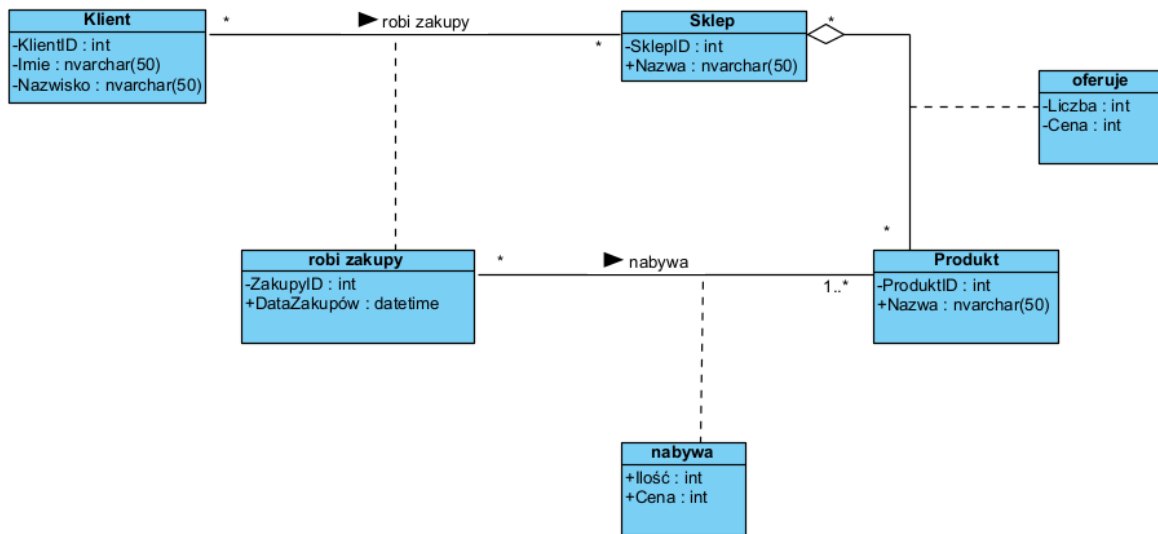 Klient
-KlientID : int
-Imie : nvarchar(50)
-Nazwisko : nvarchar(50)
*
robi zakupy
*
Sklep
-SklepID : int
+Nazwa : nvarchar(50)
*
oferuje
-Liczba : int
-Cena : int
*
robi zakupy
-ZakupyID : int
+DataZakupów : datetime
*
nabywa
1..*
Produkt
-ProduktID : int
+Nazwa : nvarchar(50)
nabywa
+Ilość : int
+Cena : int